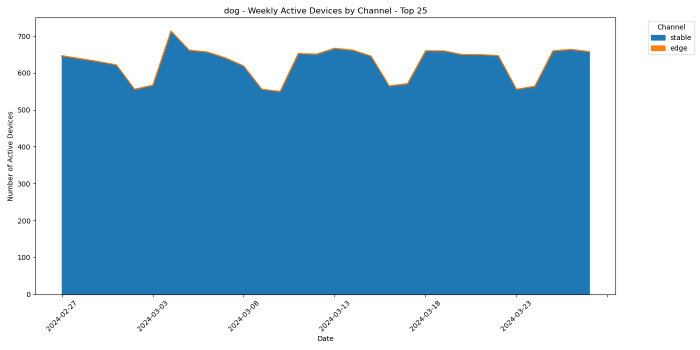 dog - Weekly Active Devices by Channel - Top 25
Channel
stable
edge
Number of Active Devices
700
600
500
400
300
200
100
0
2024-02-27
2024-03-03
2024-03-08
2024-03-13
2024-03-18
2024-03-23
Date